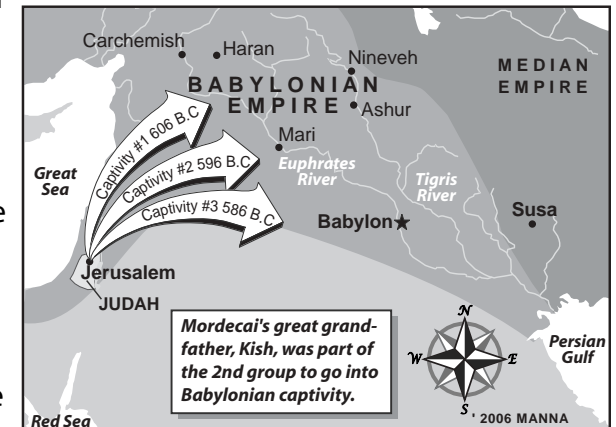 Carchemish
Haran
Nineveh
MEDIAN
EMPIRE
BABYLONIAN
EMPIRE
Ashur
Captivity #1 606 B.C
Mari
Captivity #2 596 B.C
Euphrates
River
Great
Sea
Tigris
River
Captivity #3 586 B.C
Babylon
Susa
Jerusalem
JUDAH
Mordecai's great grand-
father, Kish, was part of
the 2nd group to go into
Babylonian captivity.
N
W
E
S
Persian
Gulf
Red Sea
' 2006 MANNA